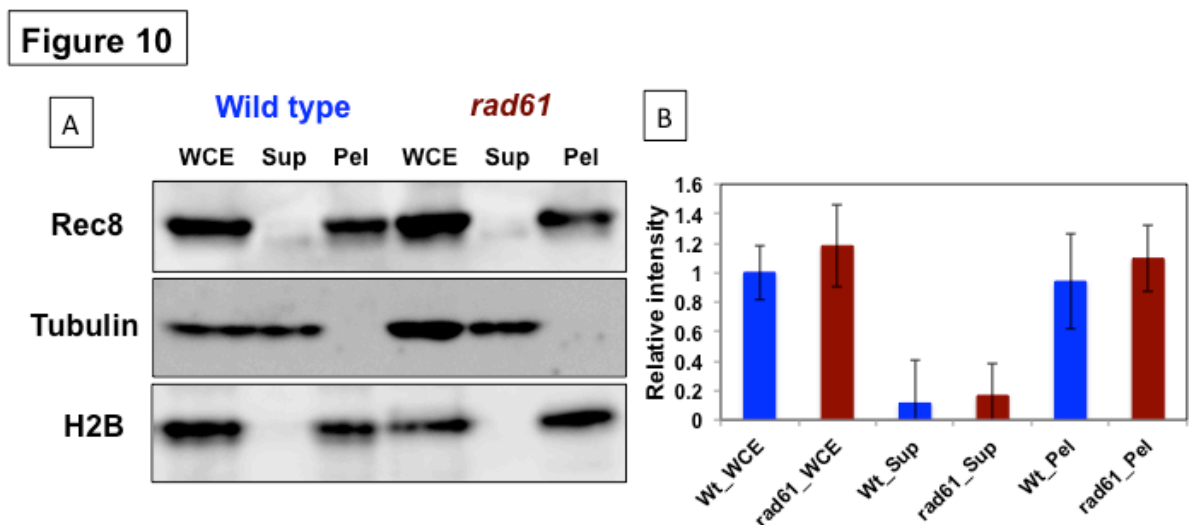 Figure 10
A
Wild type rad61
WCE Sup Pel WCE Sup Pel
Rec8
Tubulin
H2B
B
Relative intensity
1.6
1.4
1.2
1
0.8
0.6
0.4
0.2
0
Wt_WCE
rad61_WCE
Wt_Sup
rad61_Sup
Wt_Pel
rad61_Pel